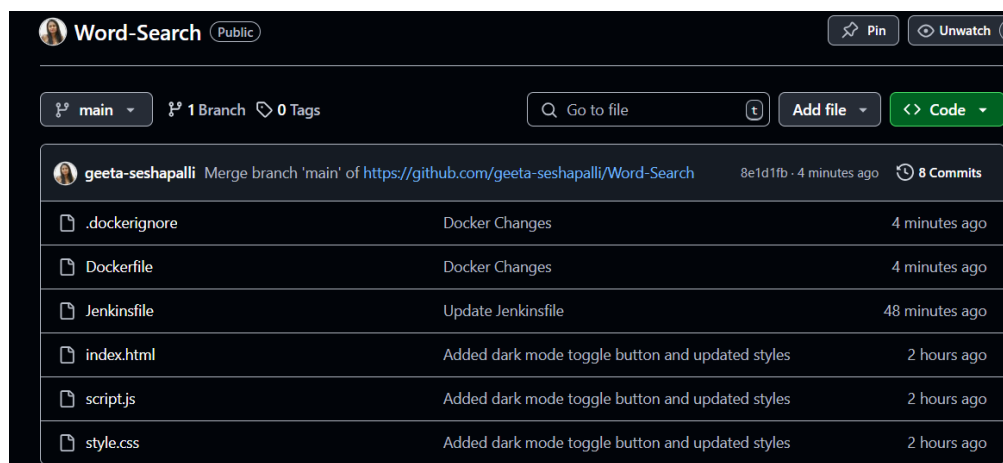 Word-Search Public Pin Unwatch
main 1 Branch 0 Tags Go to file t Add file Code
geeta-seshapalli Merge branch 'main' of https://github.com/geeta-seshapalli/Word-Search 8e1d1fb · 4 minutes ago 8 Commits
.dockerignore Docker Changes 4 minutes ago
Dockerfile Docker Changes 4 minutes ago
Jenkinsfile Update Jenkinsfile 48 minutes ago
index.html Added dark mode toggle button and updated styles 2 hours ago
script.js Added dark mode toggle button and updated styles 2 hours ago
style.css Added dark mode toggle button and updated styles 2 hours ago